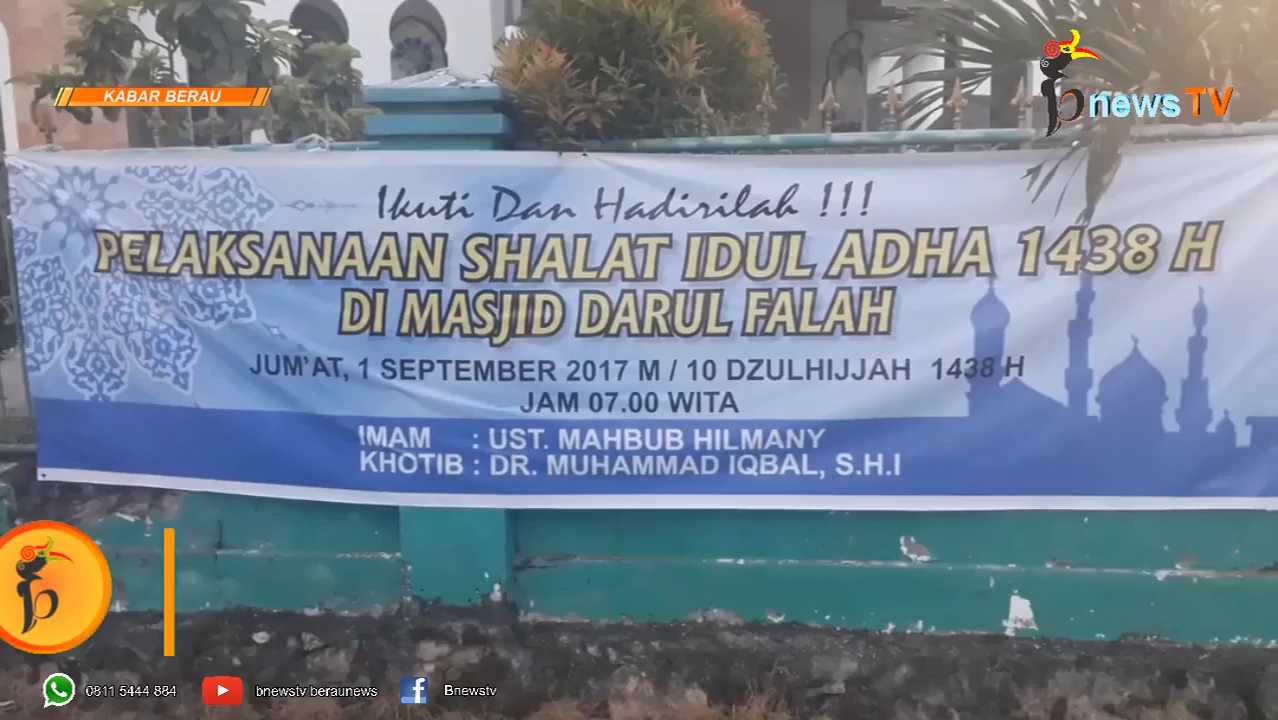 KABAR BERAU
bnewsTV
Ikuti Dan Hadirilah !!!
PELAKSANAAN SHALAT IDUL ADHA 1438 H
DI MASJID DARUL FALAH
JUM'AT, 1 SEPTEMBER 2017 M / 10 DZULHIJJAH 1438 H
JAM 07.00 WITA
IMAM : UST. MAHBUB HILMANY
KHOTIB : DR. MUHAMMAD IQBAL, S.H.I
b
0811 5444 884
bnewstv beraunews
Bnewstv